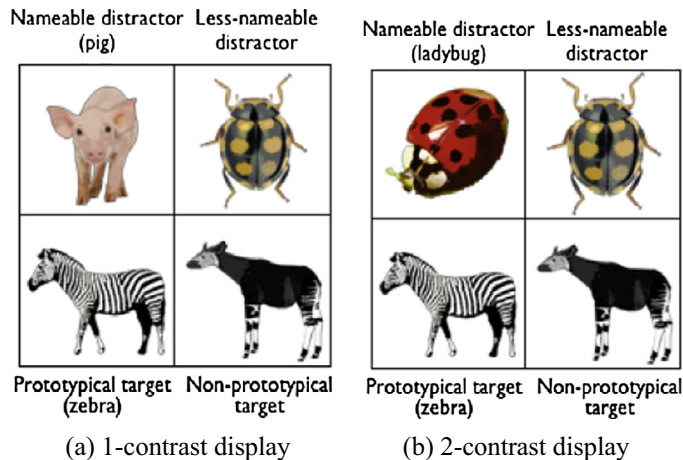 Nameable distractor
(pig)
Less-nameable
distractor
Prototypical target
(zebra)
Non-prototypical
target
(a) 1-contrast display
Nameable distractor
(ladybug)
Less-nameable
distractor
Prototypical target
(zebra)
Non-prototypical
target
(b) 2-contrast display